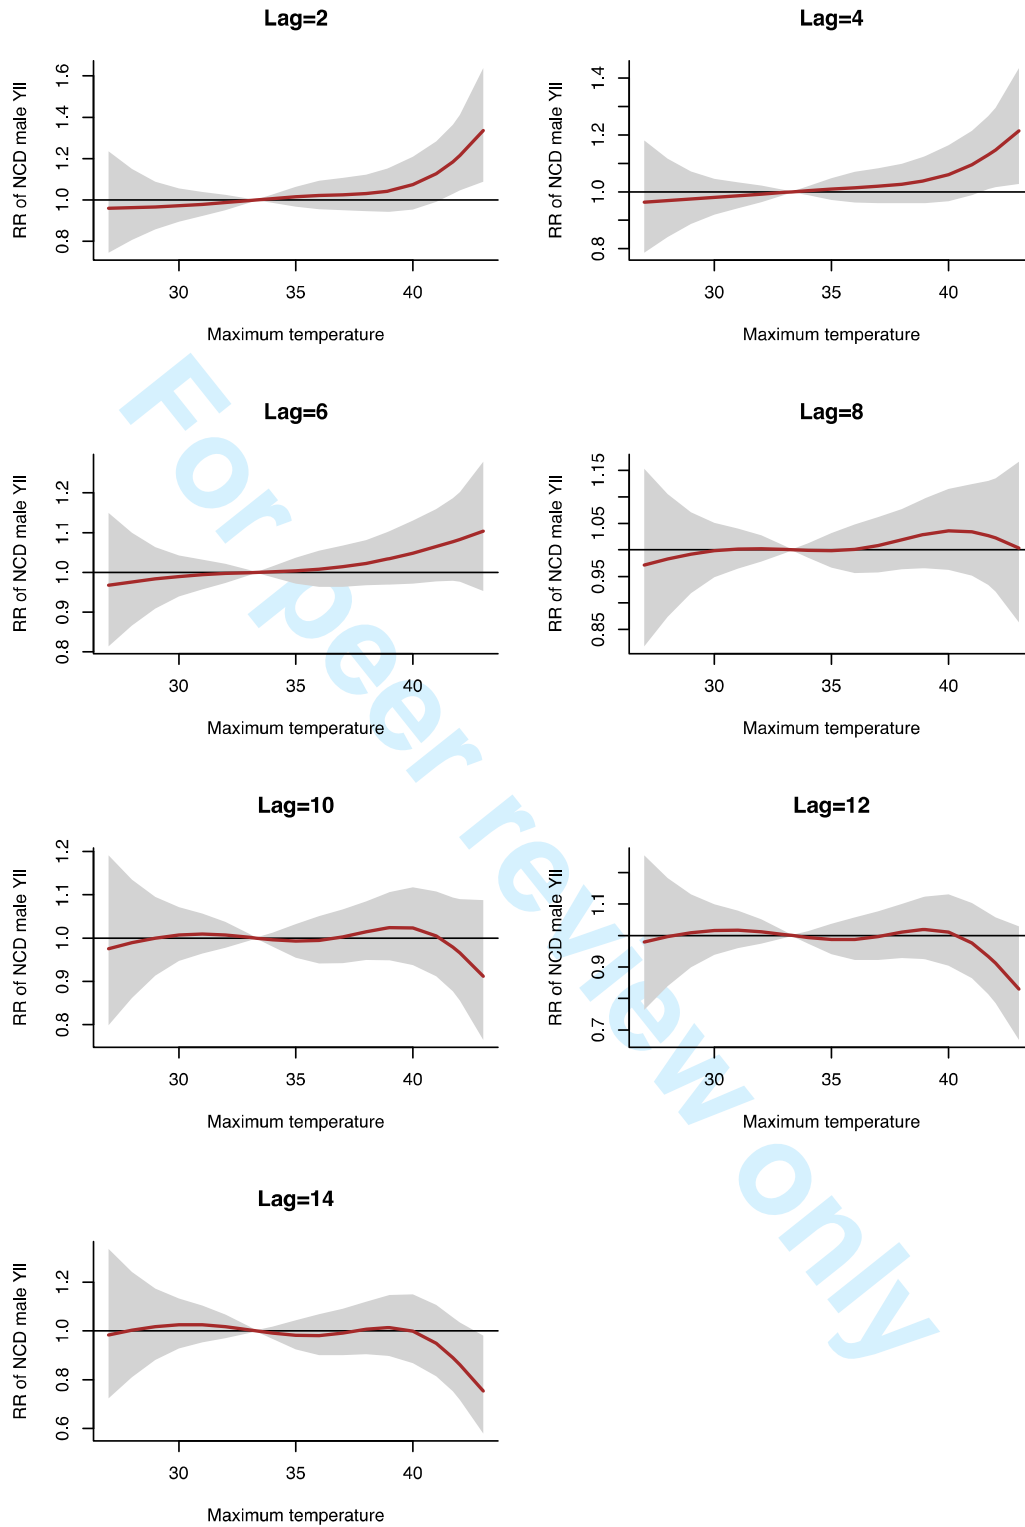 Lag=2
RR of NCD male Yll
1.6
1.4
1.2
1.0
0.8
30 35 40
Maximum temperature
Lag=4
RR of NCD male Yll
1.4
1.2
1.0
0.8
30 35 40
Maximum temperature
Lag=6
RR of NCD male Yll
1.2
1.1
1.0
0.9
0.8
30 35 40
Maximum temperature
Lag=8
RR of NCD male Yll
1.15
1.05
0.95
0.85
30 35 40
Maximum temperature
Lag=10
RR of NCD male Yll
1.2
1.1
1.0
0.9
0.8
30 35 40
Maximum temperature
Lag=12
RR of NCD male Yll
1.1
0.9
0.7
30 35 40
Maximum temperature
Lag=14
RR of NCD male Yll
1.2
1.0
0.8
0.6
30 35 40
Maximum temperature
For peer review only